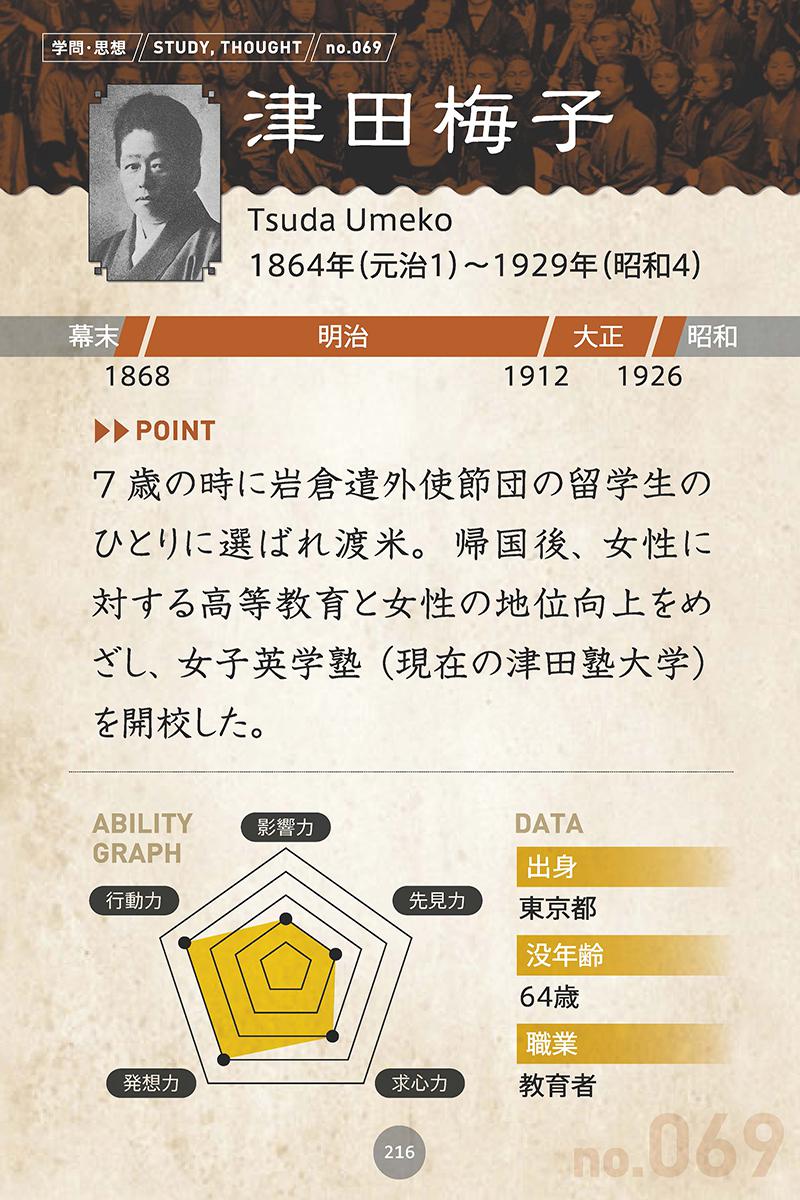 学問・思想 STUDY, THOUGHT no.069
津田梅子
Tsuda Umeko
1864年(元治1)～1929年(昭和4)
幕末 明治 大正 昭和
1868 1912 1926
POINT
7歳の時に岩倉遣外使節団の留学生の
ひとりに選ばれ渡米。帰国後、女性に
対する高等教育と女性の地位向上をめ
ざし、女子英学塾（現在の津田塾大学）
を開校した。
ABILITY
GRAPH
影響力
行動力
先見力
発想力
求心力
DATA
出身
東京都
没年齢
64歳
職業
教育者
216
no.069